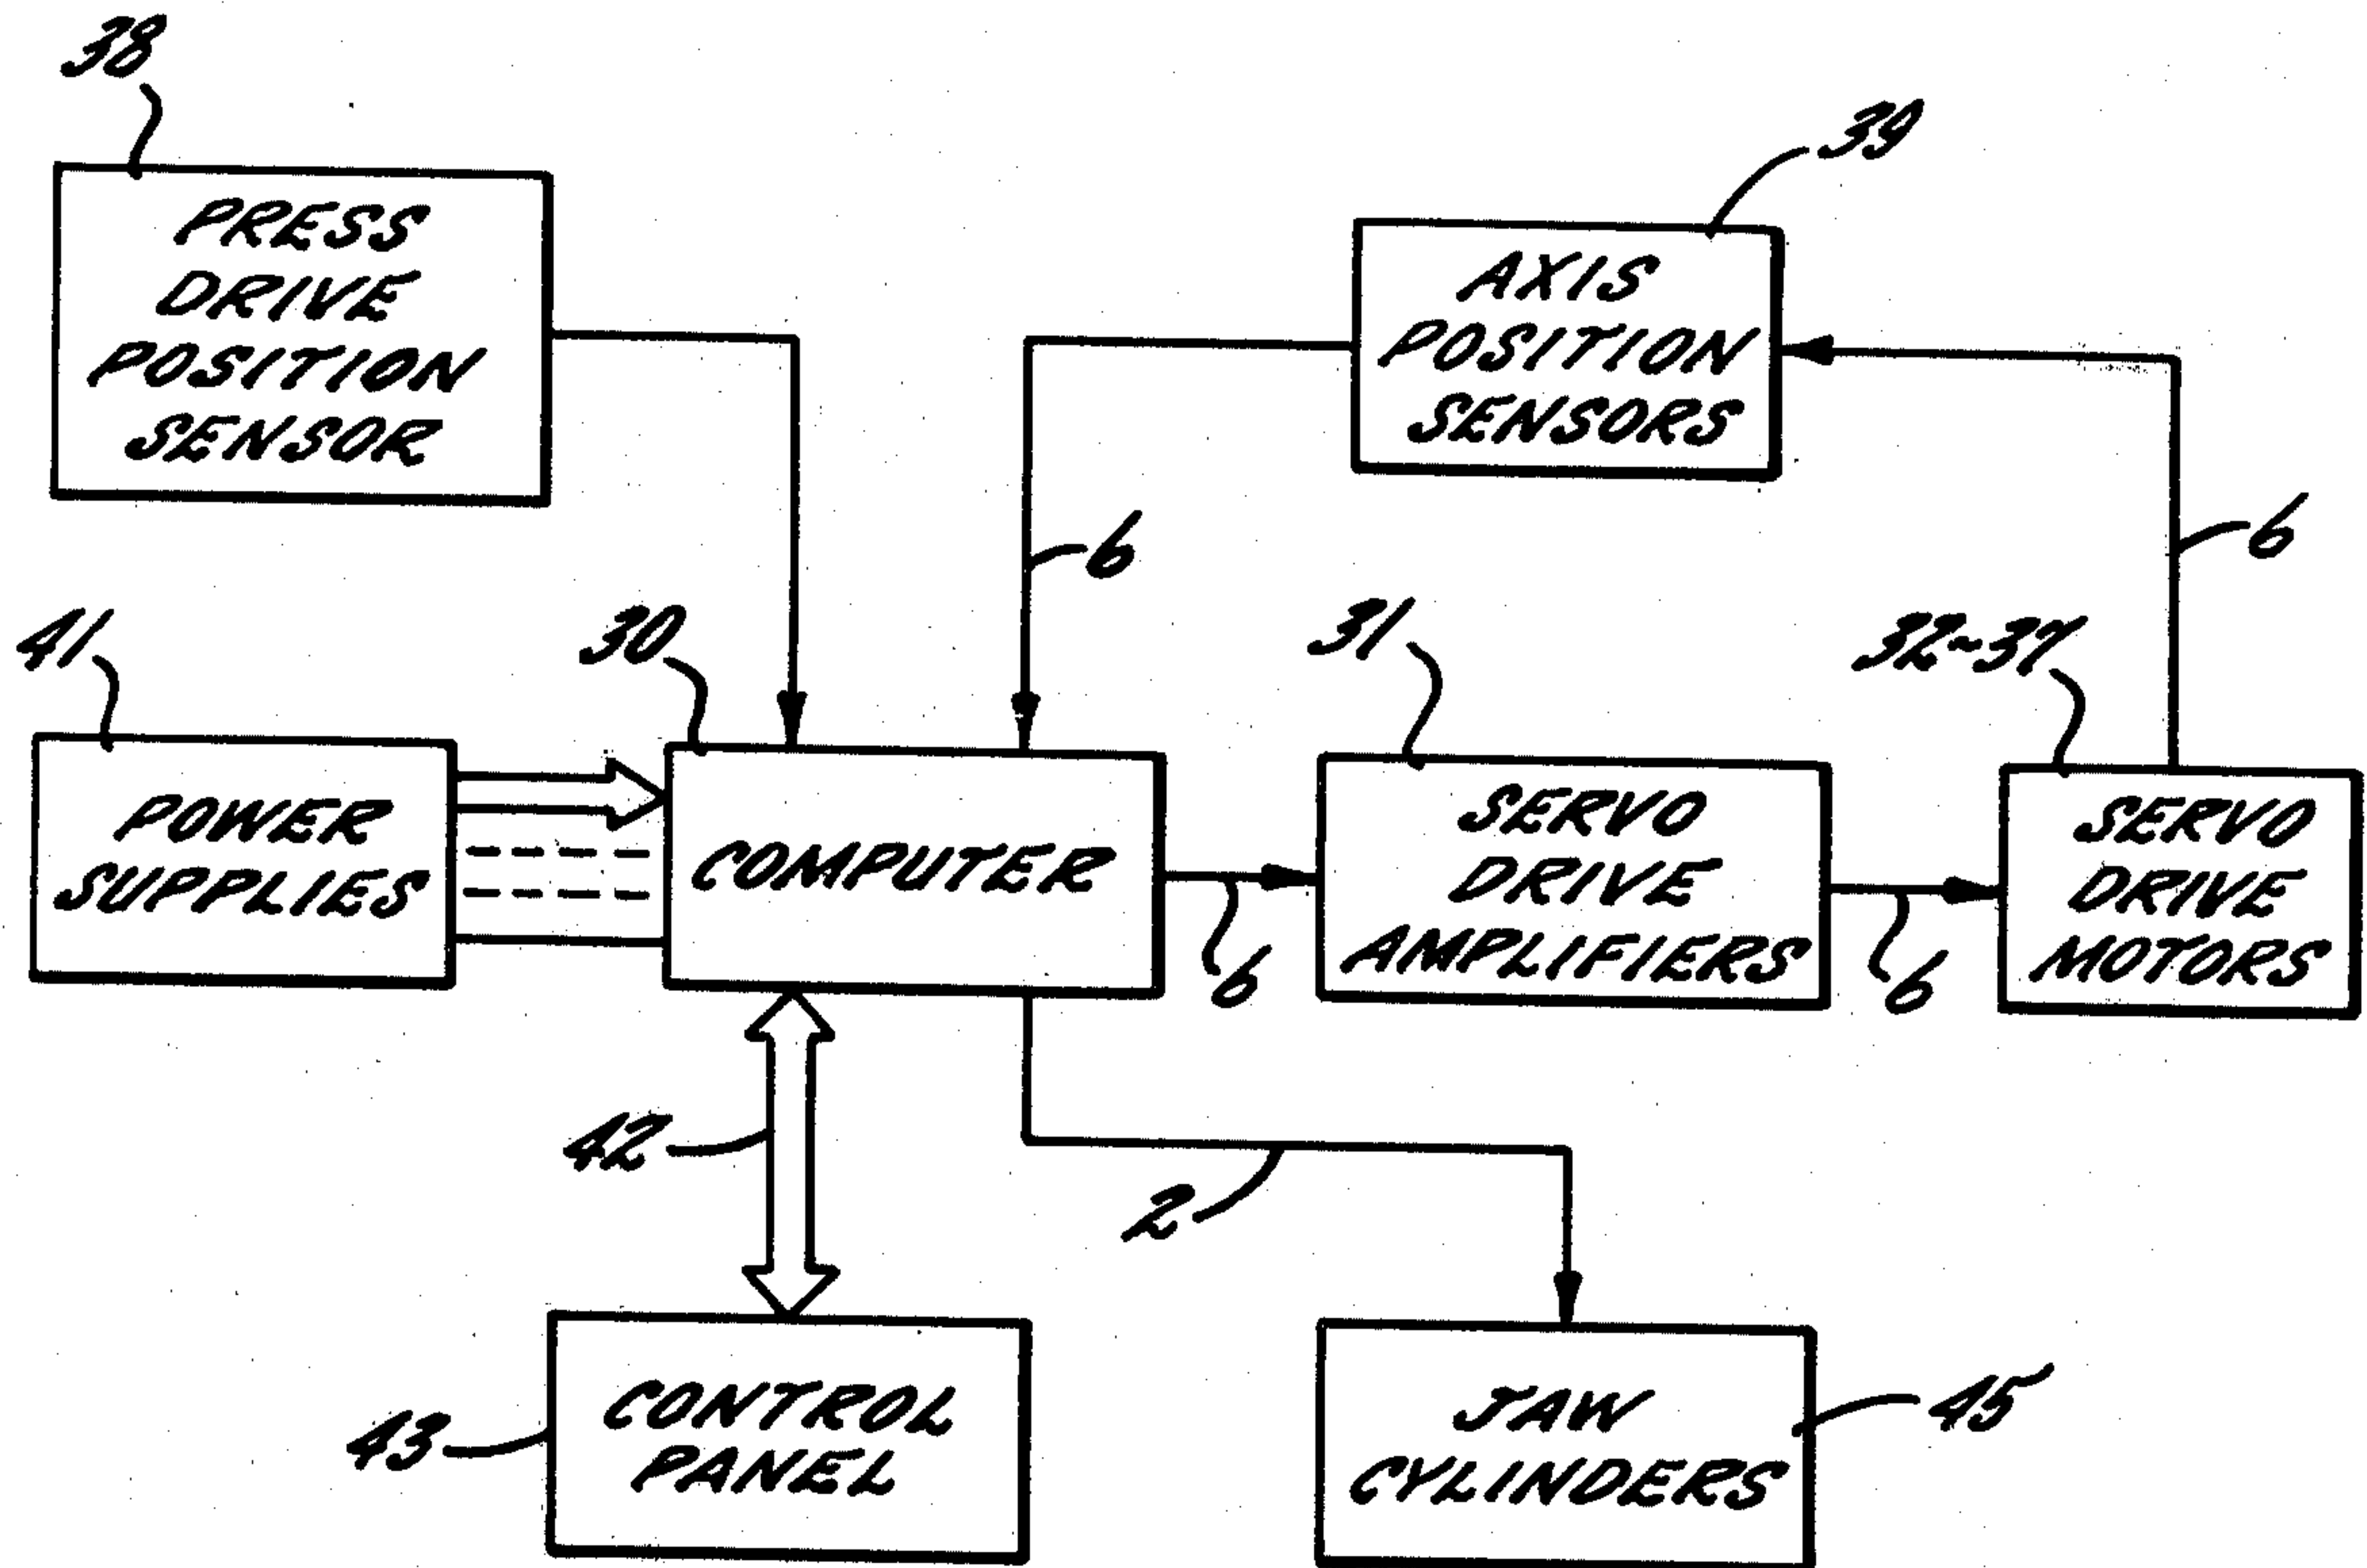 38
PRESS
DRIVE
POSITION
SENSOR
39
AXIS
POSITION
SENSORS
6
6
41
POWER
SUPPLIES
30
COMPUTER
6
31
SERVO
DRIVE
AMPLIFIERS
6
32-37
SERVO
DRIVE
MOTORS
42
2
43
CONTROL
PANEL
JAW
CYLINDERS
45